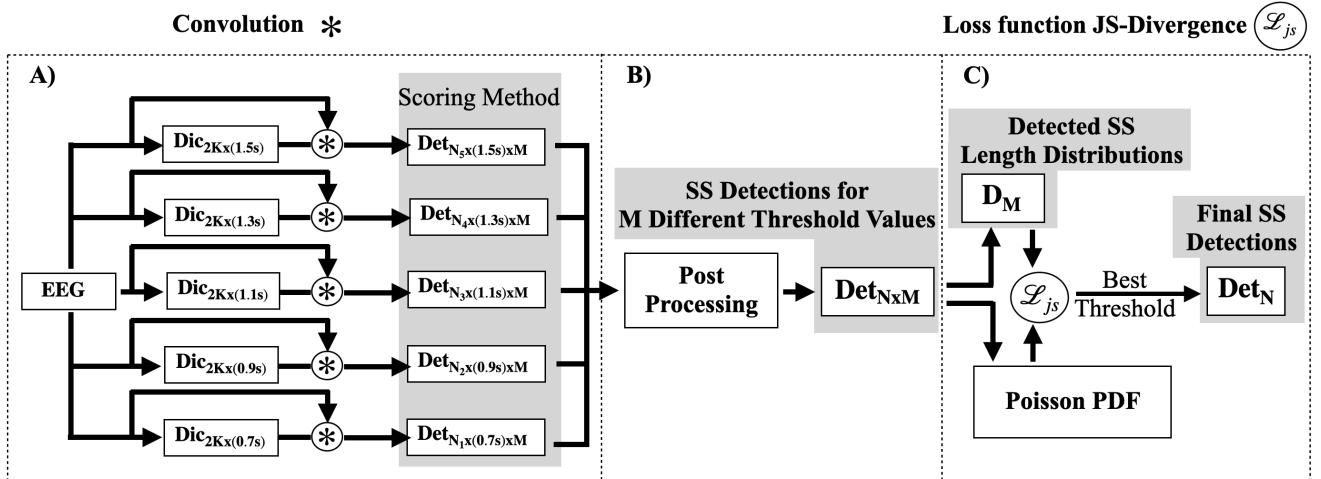 Convolution *
Loss function JS-Divergence ℒjs
A)
Scoring Method
Dic2Kx(1.5s)
*
DetN5x(1.5s)xM
Dic2Kx(1.3s)
*
DetN4x(1.3s)xM
EEG
Dic2Kx(1.1s)
*
DetN3x(1.1s)xM
Dic2Kx(0.9s)
*
DetN2x(0.9s)xM
Dic2Kx(0.7s)
*
DetN1x(0.7s)xM
B)
SS Detections for
M Different Threshold Values
Post
Processing
DetNxM
C)
Detected SS
Length Distributions
DM
ℒjs
Poisson PDF
Best
Threshold
Final SS
Detections
DetN